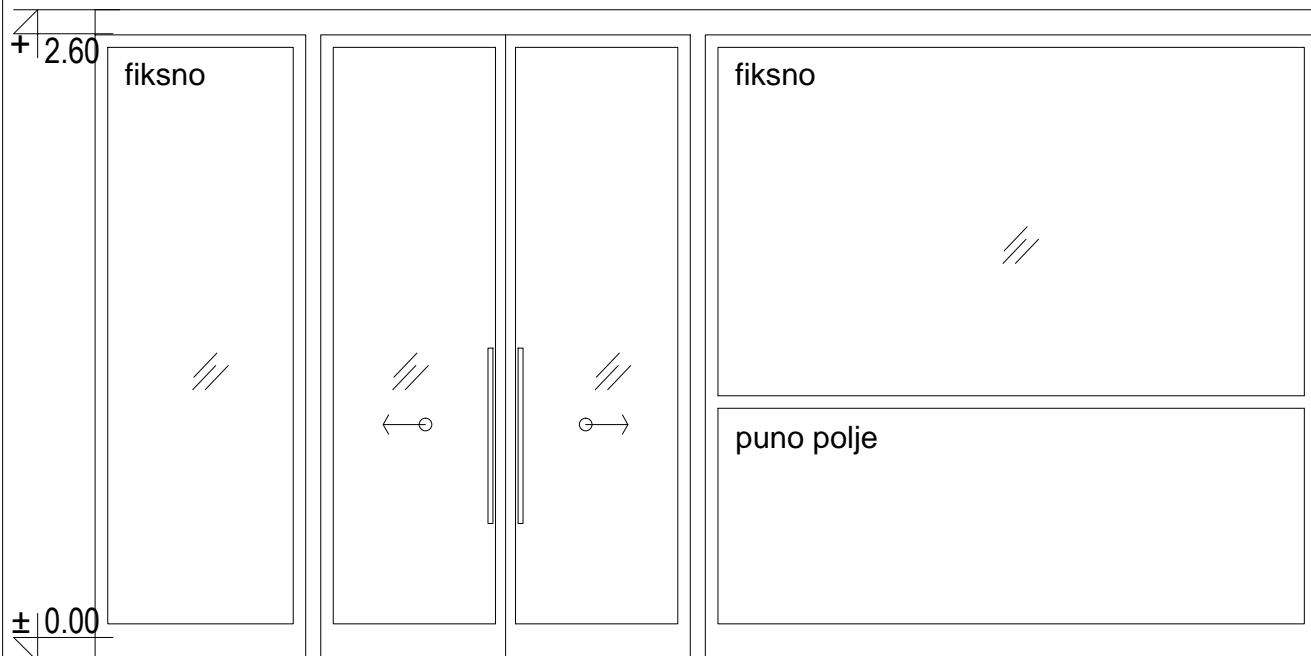 + 2.60
fiksno
fiksno
puno polje
± 0.00